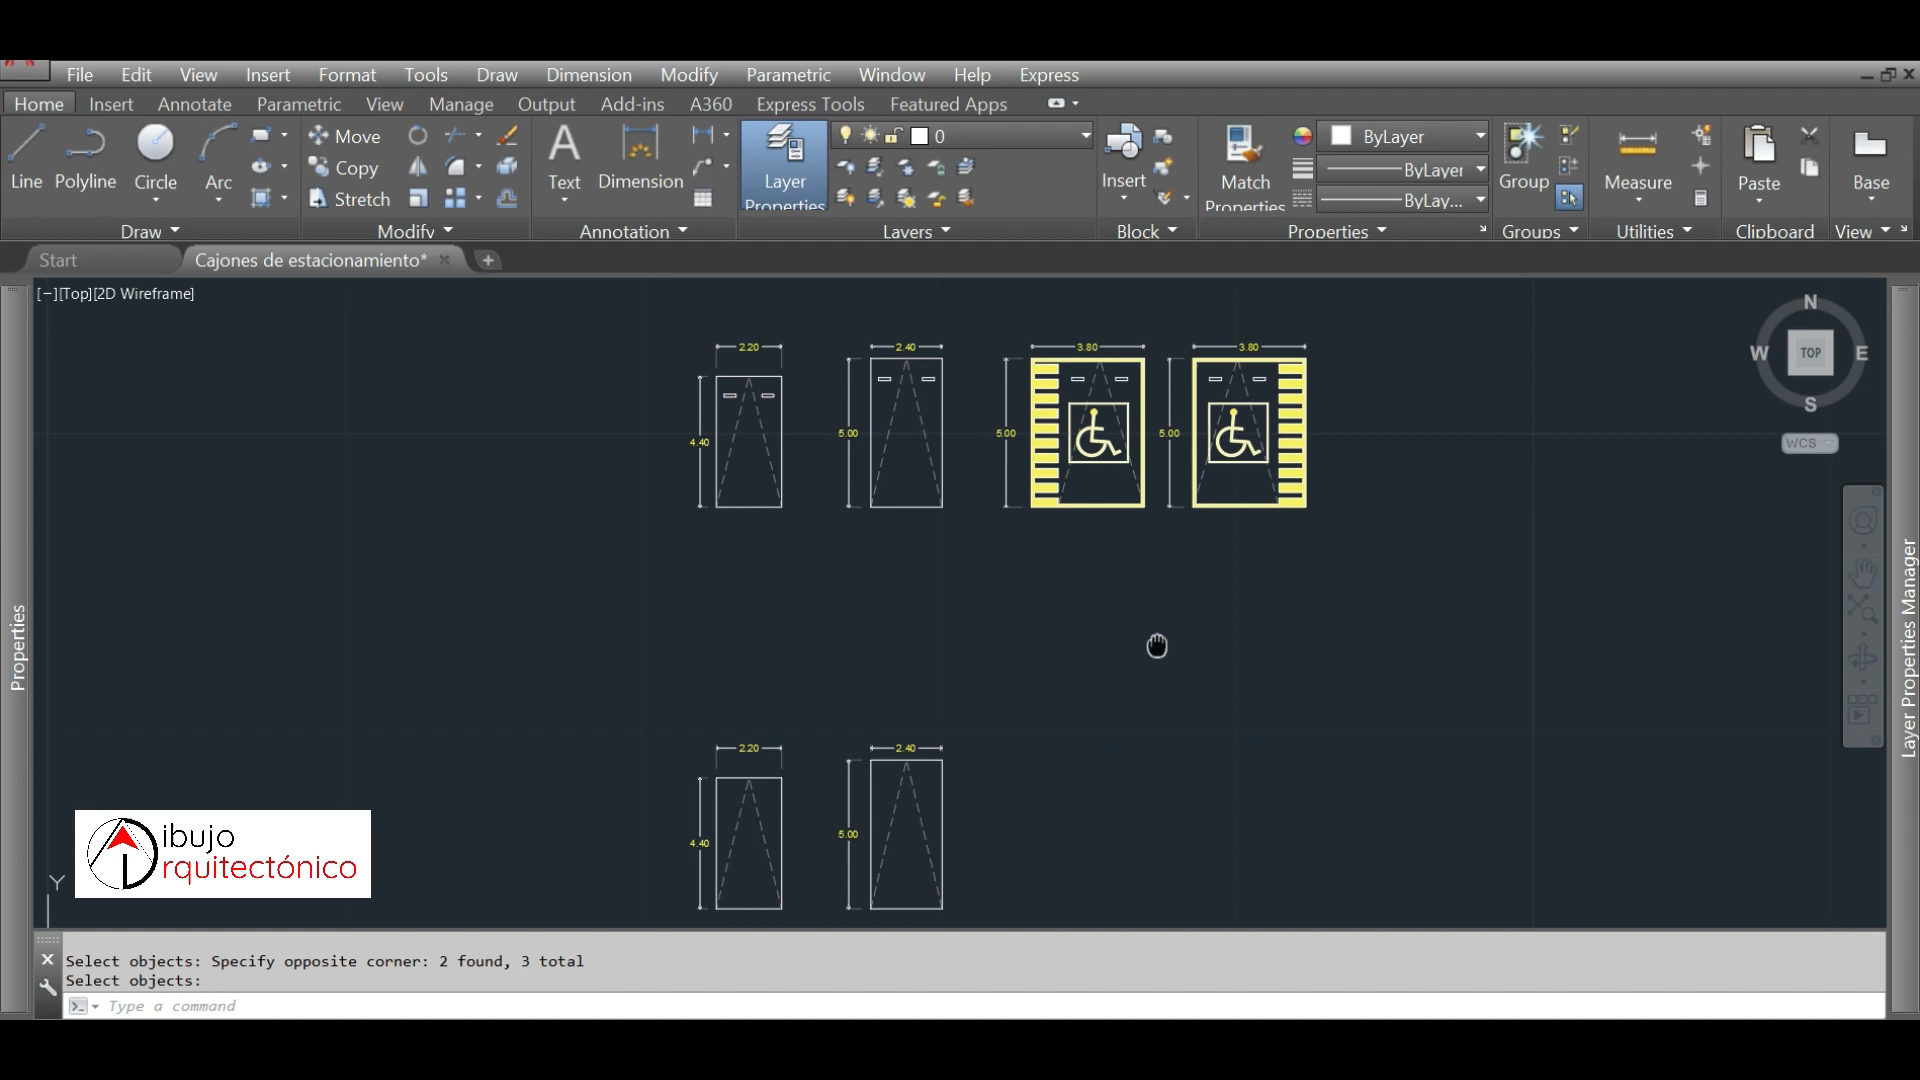 File Edit View Insert Format Tools Draw Dimension Modify Parametric Window Help Express
Home Insert Annotate Parametric View Manage Output Add-ins A360 Express Tools Featured Apps
Line Polyline Circle Arc
Move
Copy
Stretch
Text Dimension
Layer
Properties
0
Insert
Match
Properties
ByLayer
ByLayer
ByLay...
Group
Measure
Paste
Base
Draw Modify Annotation Layers Block Properties Groups Utilities Clipboard View
Start Cajones de estacionamiento* +
[−][Top][2D Wireframe]
N
W TOP E
S
WCS
2.20 2.40 3.80 3.80
4.40 5.00 5.00 5.00
2.20 2.40
4.40 5.00
Properties
Layer Properties Manager
ibujo
rquitectónico
Y
Select objects: Specify opposite corner: 2 found, 3 total
Select objects:
Type a command